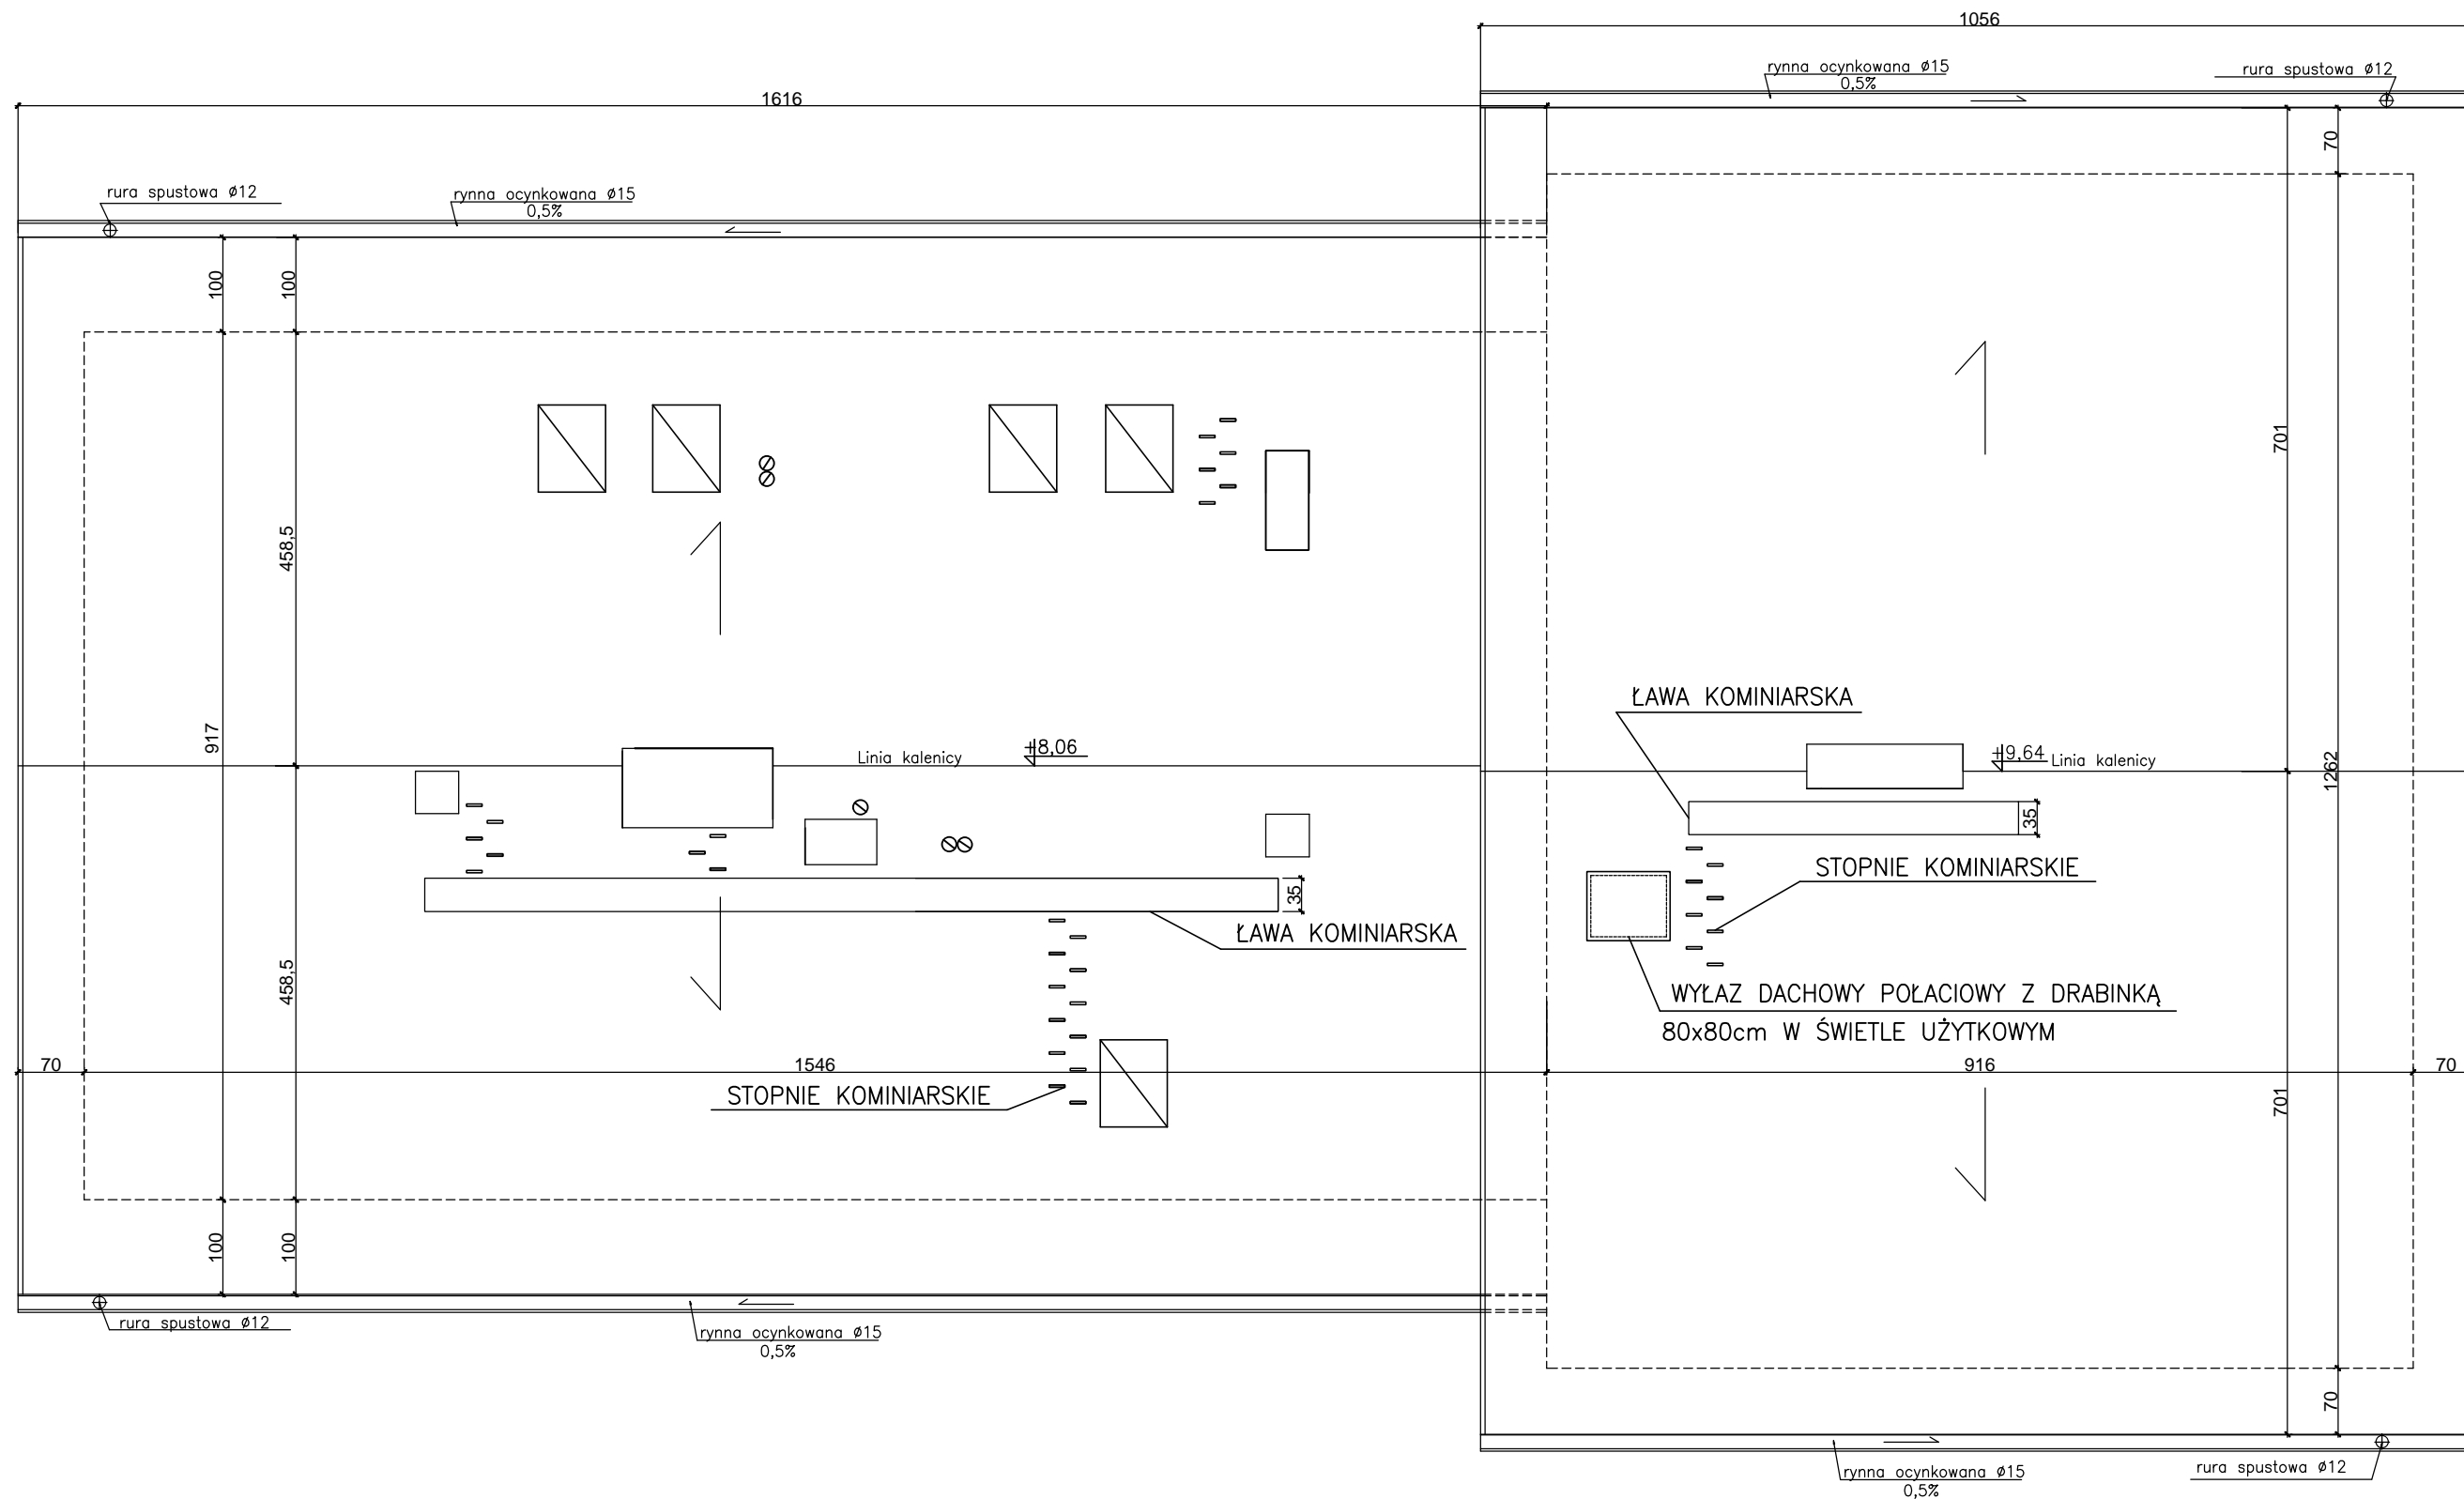 1056
rynna ocynkowana Ø15
0,5%
rura spustowa Ø12
1616
rura spustowa Ø12
rynna ocynkowana Ø15
0,5%
70
100
100
701
458,5
917
ŁAWA KOMINIARSKA
Linia kalenicy
+8,06
+9,64
Linia kalenicy
1262
35
STOPNIE KOMINIARSKIE
35
ŁAWA KOMINIARSKA
458,5
WYŁAZ DACHOWY POŁACIOWY Z DRABINKĄ
80x80cm W ŚWIETLE UŻYTKOWYM
70
1546
916
70
STOPNIE KOMINIARSKIE
701
100
100
rura spustowa Ø12
rynna ocynkowana Ø15
0,5%
70
rynna ocynkowana Ø15
0,5%
rura spustowa Ø12